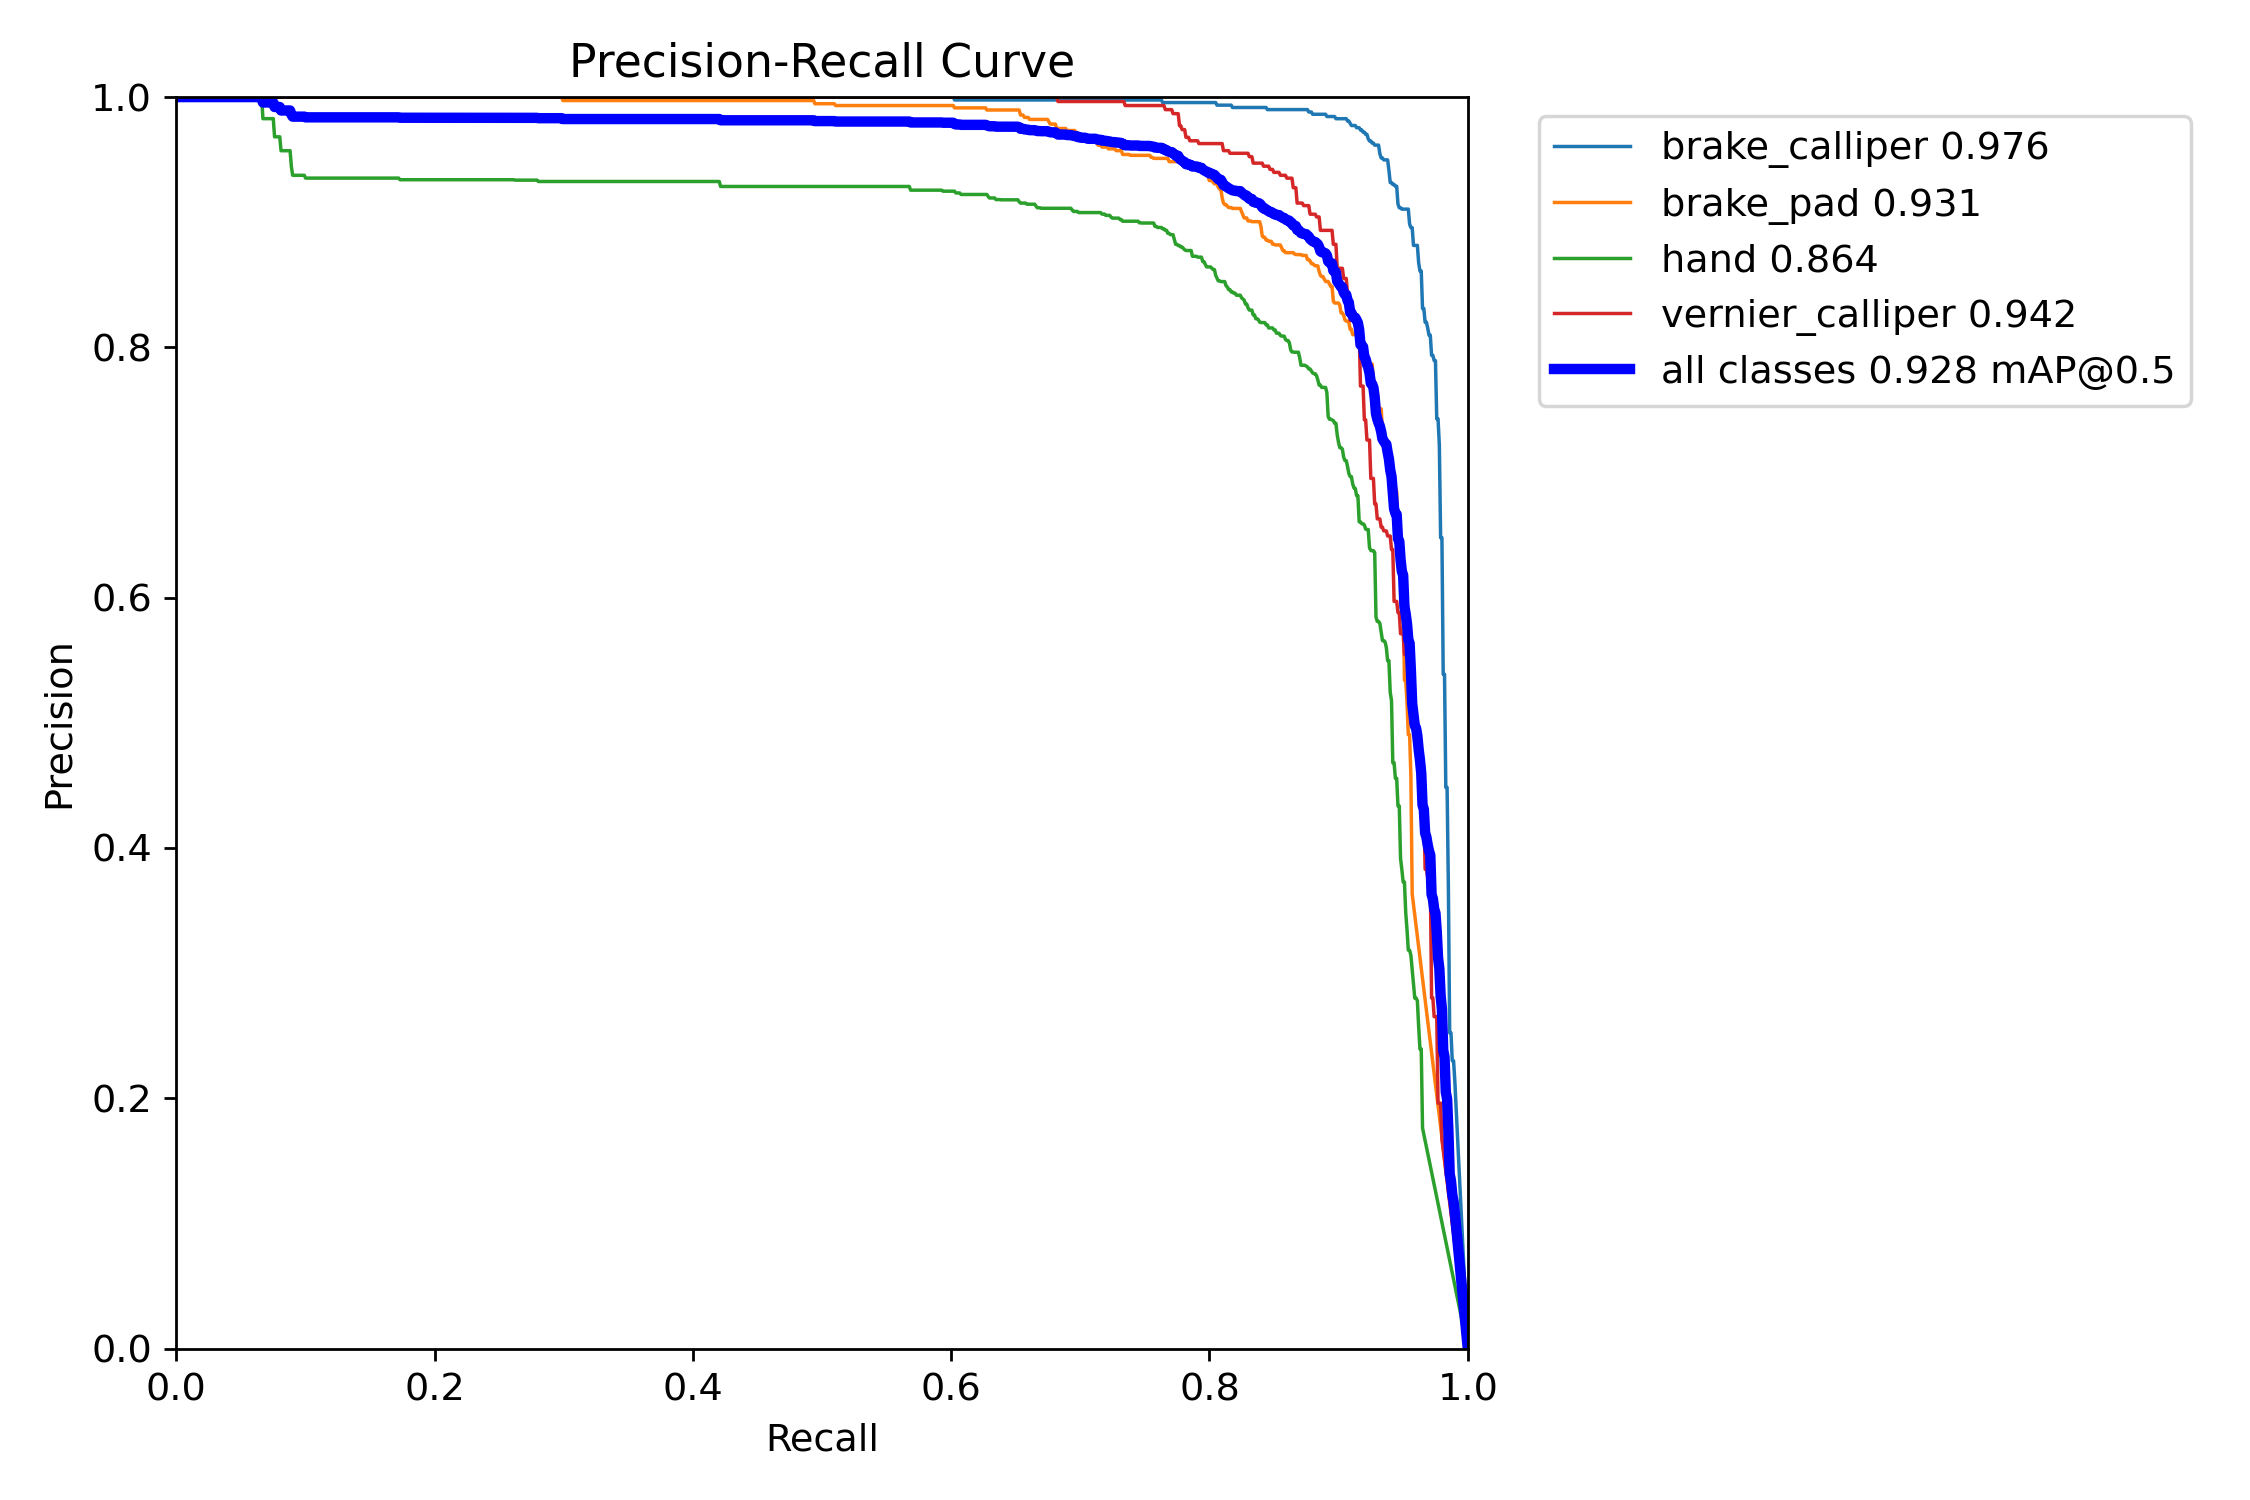 Precision-Recall Curve
1.0
0.8
0.6
0.4
0.2
0.0
Precision
0.0 0.2 0.4 0.6 0.8 1.0
Recall
brake_calliper 0.976
brake_pad 0.931
hand 0.864
vernier_calliper 0.942
all classes 0.928 mAP@0.5